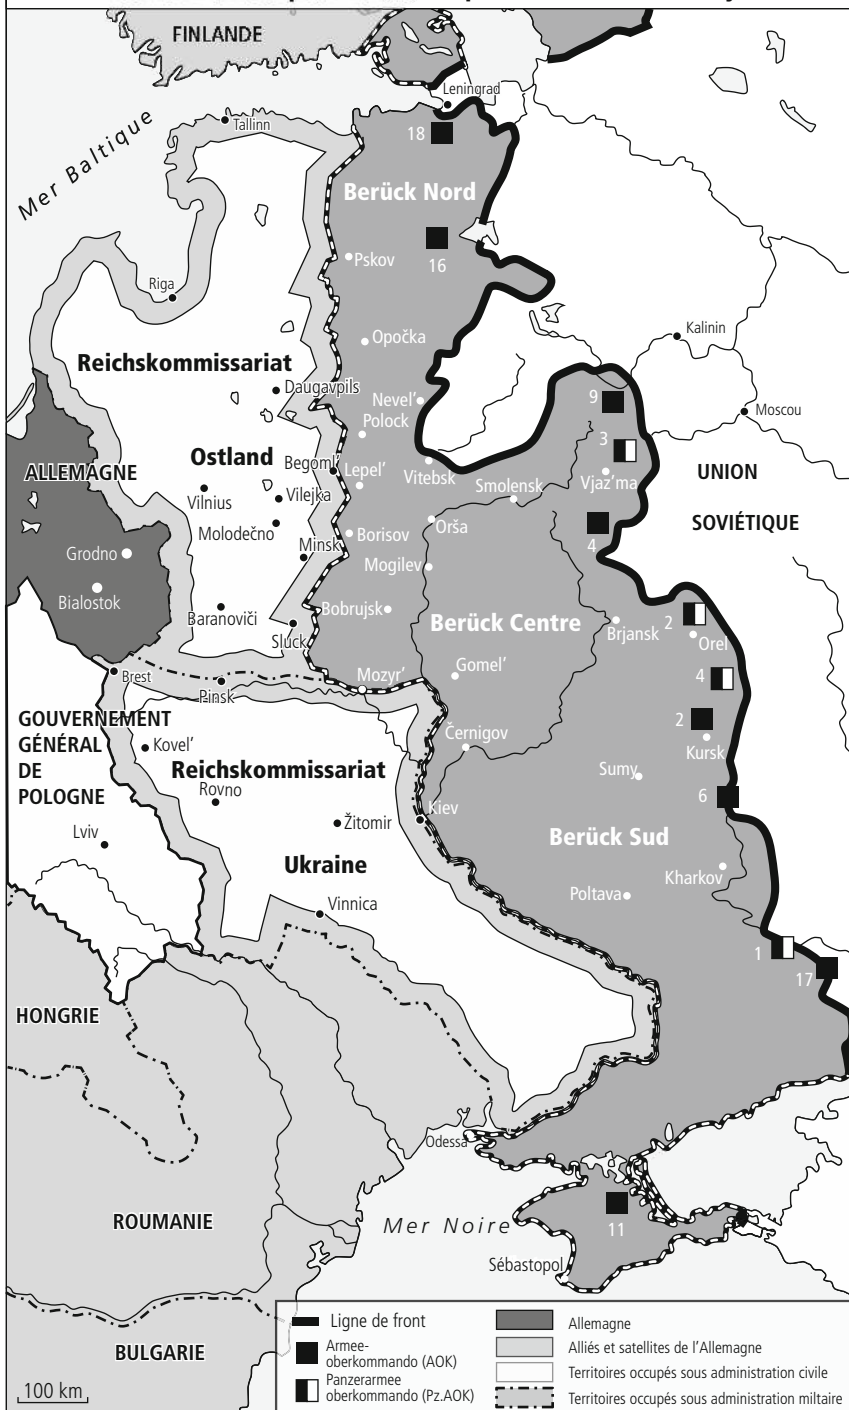 FINLANDE
Leningrad
Mer Baltique
Tallinn
18
Berück Nord
16
Pskov
Riga
Opočka
Kalinin
Reichskommissariat
Daugavpils
Nevel'
9
Moscou
Polock
3
Ostland
Begoml'
Lepel'
Vitebsk
Vjaz'ma
UNION
ALLEMAGNE
Smolensk
Vilnius
Vilejka
SOVIÉTIQUE
Molodečno
Borisov
Orša
4
Minsk
Grodno
Mogilev
Bialostok
Baranoviči
Bobrujsk
Berück Centre
2
Brjansk
Orel
Sluck
Gomel'
4
Brest
Mozyr'
Pinsk
GOUVERNEMENT
GÉNÉRAL
DE
POLOGNE
2
Kursk
Kovel'
Černigov
Reichskommissariat
Sumy
Rovno
6
Kiev
Žitomir
Lviv
Berück Sud
Ukraine
Kharkov
Poltava
Vinnica
1
17
HONGRIE
Odessa
ROUMANIE
Mer Noire
11
Sébastopol
BULGARIE
100 km
Ligne de front
Armee-
oberkommando (AOK)
Panzerarmee
oberkommando (Pz.AOK)
Allemagne
Alliés et satellites de l'Allemagne
Territoires occupés sous administration civile
Territoires occupés sous administration miltaire